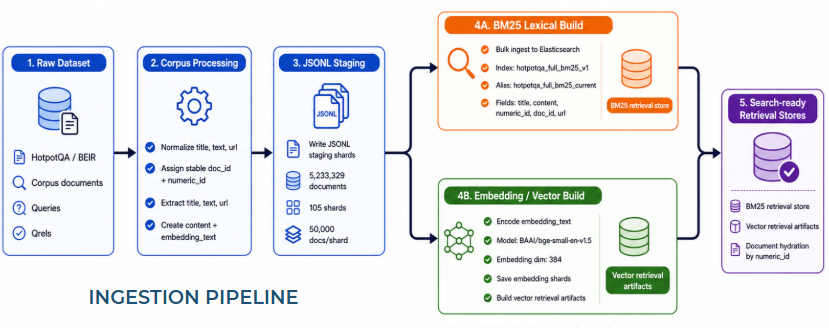 1. Raw Dataset
HotpotQA / BEIR
Corpus documents
Queries
Qrels
2. Corpus Processing
Normalize title, text, url
Assign stable doc_id
+ numeric_id
Extract title, text, url
Create content +
embedding_text
3. JSONL Staging
JSONL
Write JSONL
staging shards
5,233,329
documents
105 shards
50,000
docs/shard
4A. BM25 Lexical Build
Bulk ingest to Elasticsearch
Index: hotpotqa_full_bm25_v1
Alias: hotpotqa_full_bm25_current
Fields: title, content,
numeric_id, doc_id, url
BM25 retrieval store
4B. Embedding / Vector Build
Encode embedding_text
Model: BAAI/bge-small-en-v1.5
Embedding dim: 384
Save embedding shards
Build vector retrieval artifacts
Vector retrieval
artifacts
5. Search-ready
Retrieval Stores
BM25 retrieval store
Vector retrieval artifacts
Document hydration
by numeric_id
INGESTION PIPELINE